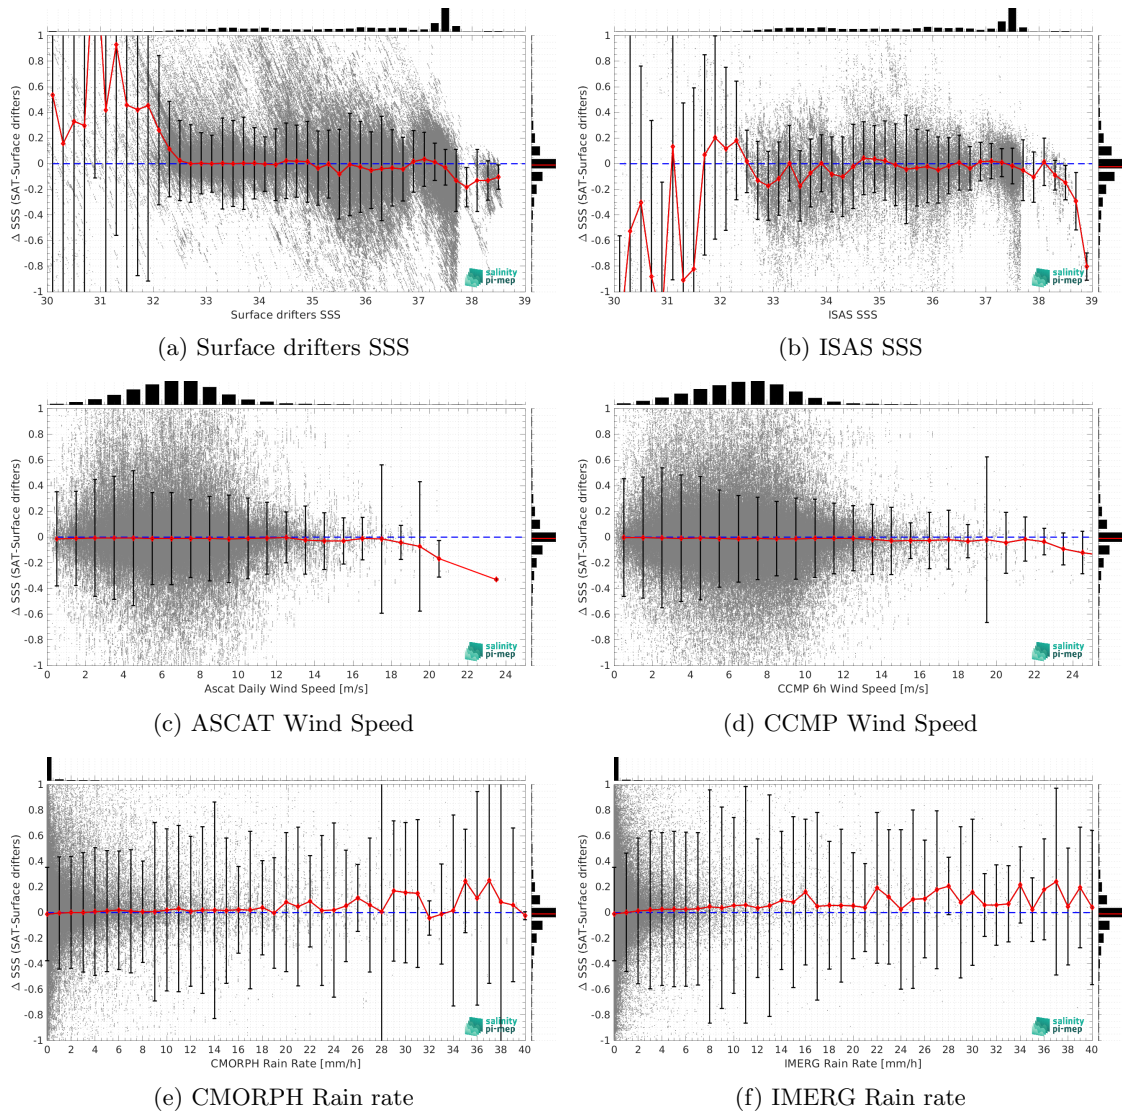 1
0.8
0.6
0.4
0.2
0
-0.2
-0.4
-0.6
-0.8
-1
Δ SSS (SAT-Surface drifters)
30 31 32 33 34 35 36 37 38 39
Surface drifters SSS
salinity
pi-mep
(a) Surface drifters SSS
1
0.8
0.6
0.4
0.2
0
-0.2
-0.4
-0.6
-0.8
-1
Δ SSS (SAT-Surface drifters)
30 31 32 33 34 35 36 37 38 39
ISAS SSS
salinity
pi-mep
(b) ISAS SSS
1
0.8
0.6
0.4
0.2
0
-0.2
-0.4
-0.6
-0.8
-1
Δ SSS (SAT-Surface drifters)
0 2 4 6 8 10 12 14 16 18 20 22 24
Ascat Daily Wind Speed [m/s]
salinity
pi-mep
(c) ASCAT Wind Speed
1
0.8
0.6
0.4
0.2
0
-0.2
-0.4
-0.6
-0.8
-1
Δ SSS (SAT-Surface drifters)
0 2 4 6 8 10 12 14 16 18 20 22 24
CCMP 6h Wind Speed [m/s]
salinity
pi-mep
(d) CCMP Wind Speed
1
0.8
0.6
0.4
0.2
0
-0.2
-0.4
-0.6
-0.8
-1
Δ SSS (SAT-Surface drifters)
0 2 4 6 8 10 12 14 16 18 20 22 24 26 28 30 32 34 36 38 40
CMORPH Rain Rate [mm/h]
salinity
pi-mep
(e) CMORPH Rain rate
1
0.8
0.6
0.4
0.2
0
-0.2
-0.4
-0.6
-0.8
-1
Δ SSS (SAT-Surface drifters)
0 2 4 6 8 10 12 14 16 18 20 22 24 26 28 30 32 34 36 38 40
IMERG Rain Rate [mm/h]
salinity
pi-mep
(f) IMERG Rain rate